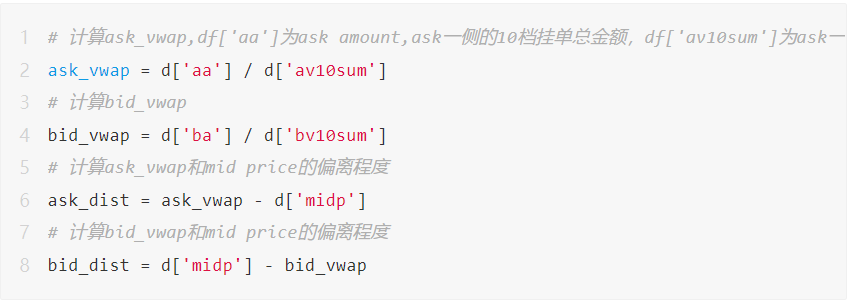 1 # 计算ask_vwap,df['aa']为ask amount,ask一侧的10档挂单总金额, df['av10sum']为ask一
2 ask_vwap = d['aa'] / d['av10sum']
3 # 计算bid_vwap
4 bid_vwap = d['ba'] / d['bv10sum']
5 # 计算ask_vwap和mid price的偏离程度
6 ask_dist = ask_vwap - d['midp']
7 # 计算bid_vwap和mid price的偏离程度
8 bid_dist = d['midp'] - bid_vwap